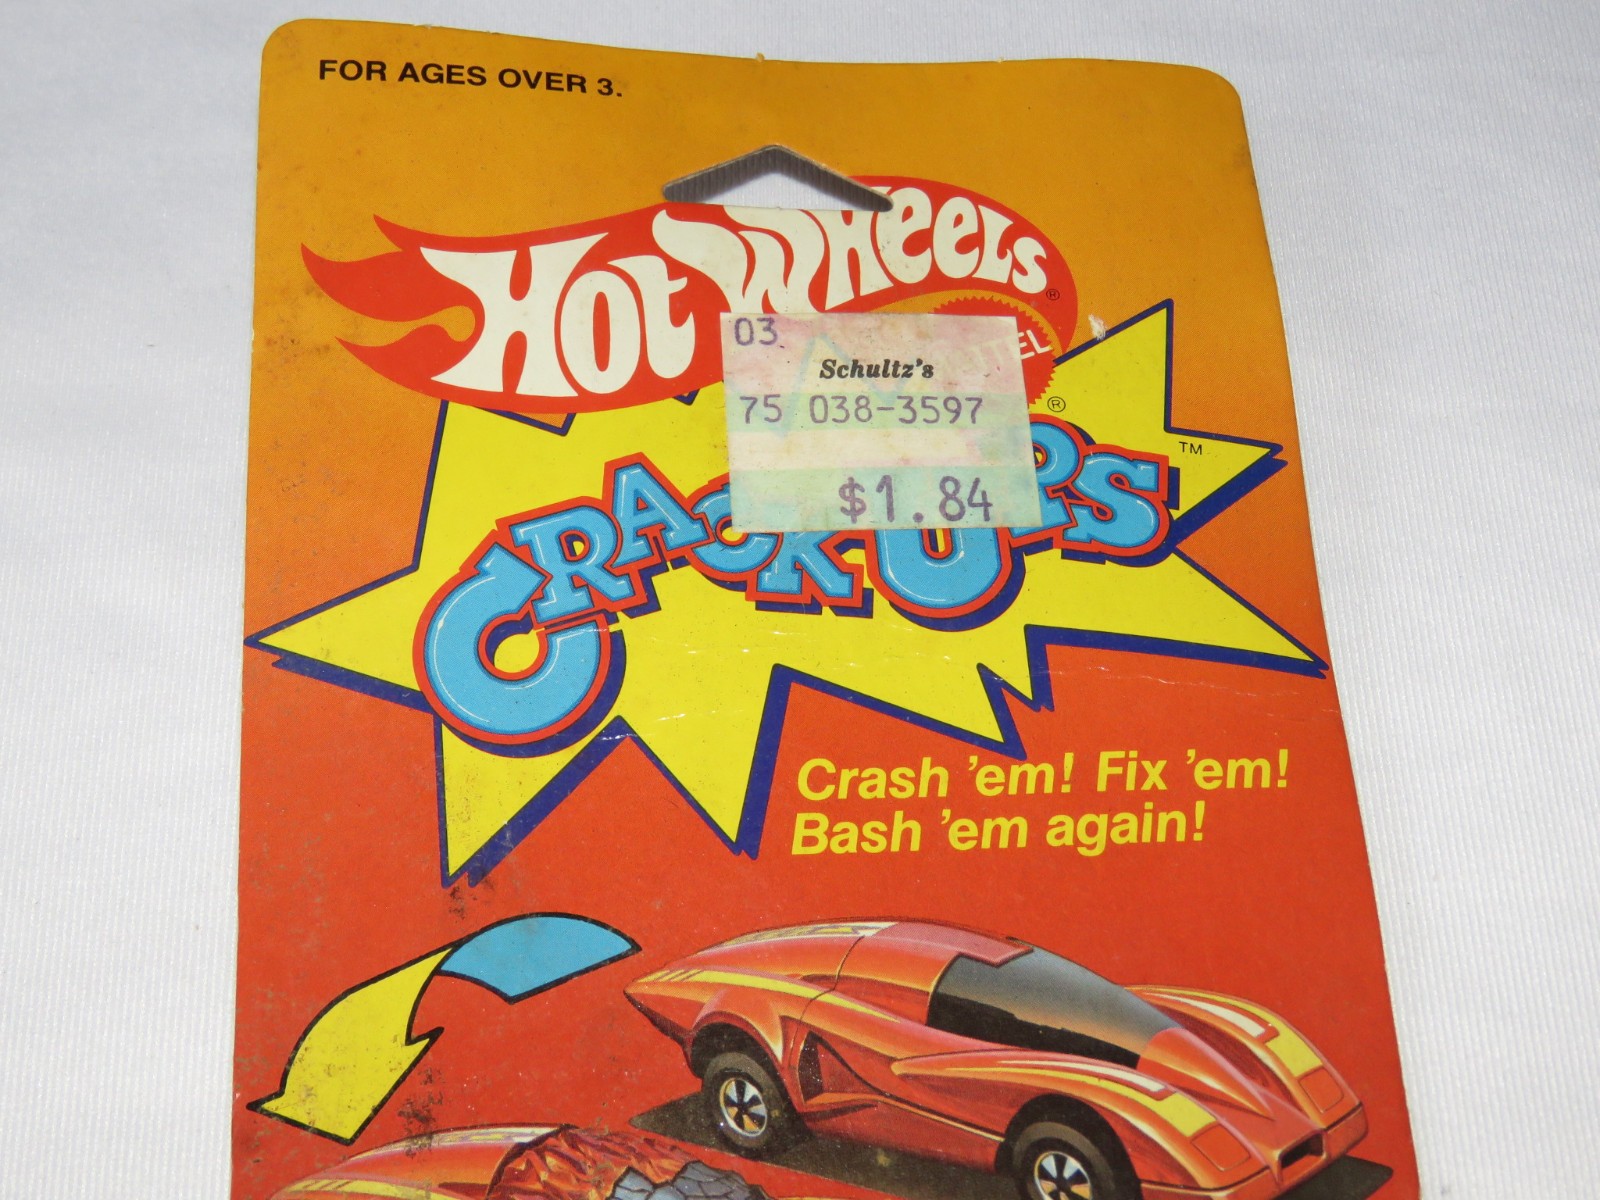 FOR AGES OVER 3.
HOT WHEELS®
MATTEL
®
03
Schultz's
75 038-3597
$1.84
CRACK UPS
TM
Crash 'em! Fix 'em!
Bash 'em again!